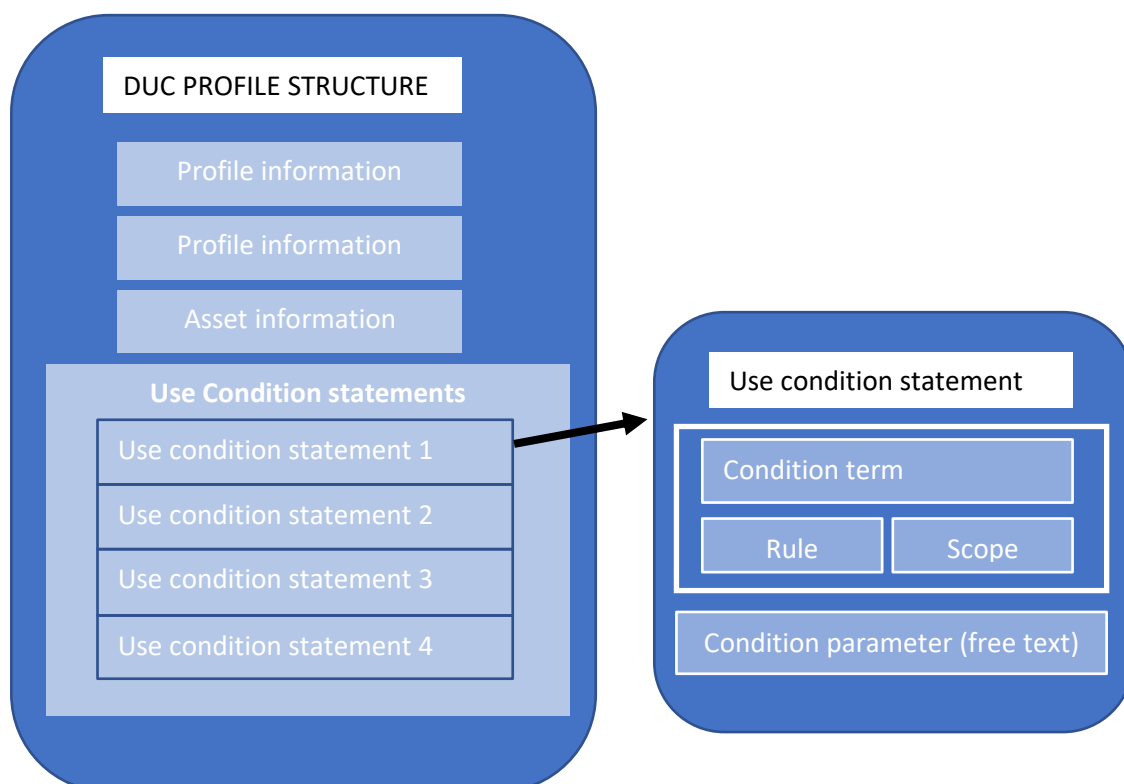 DUC PROFILE STRUCTURE
Profile information
Profile information
Asset information
Use Condition statements
Use condition statement 1
Use condition statement 2
Use condition statement 3
Use condition statement 4
Use condition statement
Condition term
Rule
Scope
Condition parameter (free text)